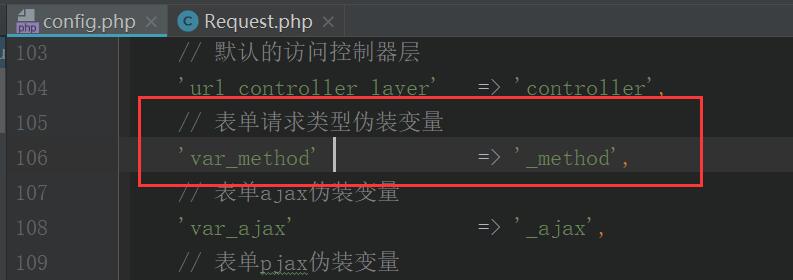 config.php × Request.php ×
103 // 默认的访问控制器层
104 'url_controller_layer' => 'controller',
105 // 表单请求类型伪装变量
106 'var_method' => '_method',
107 // 表单ajax伪装变量
108 'var_ajax' => '_ajax',
109 // 表单pjax伪装变量